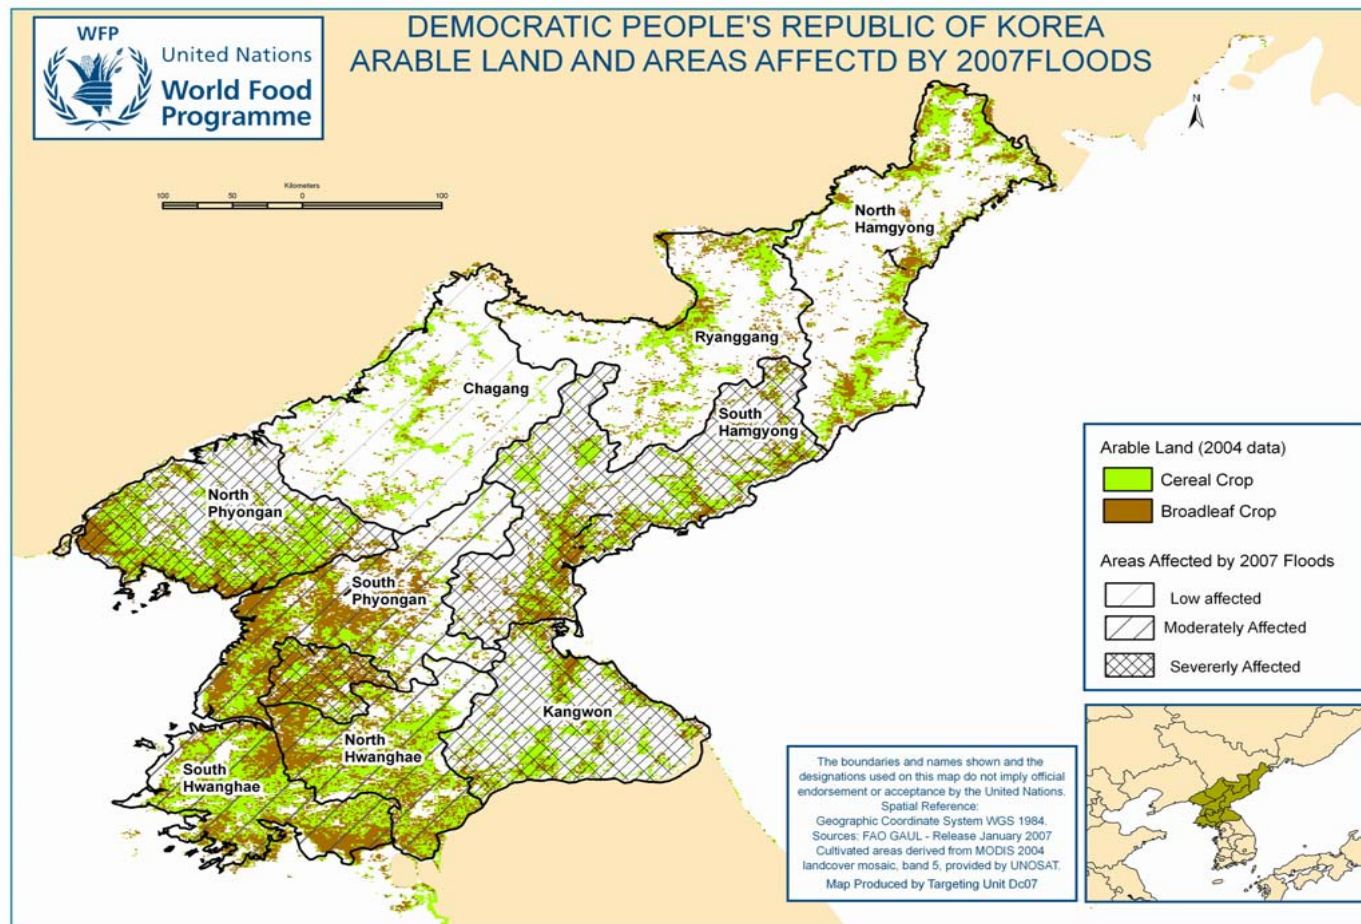 WFP
United Nations
World Food
Programme
DEMOCRATIC PEOPLE'S REPUBLIC OF KOREA
ARABLE LAND AND AREAS AFFECTD BY 2007FLOODS
N
Kilometers
100 50 0 100
North
Hamgyong
Ryanggang
Chagang
South
Hamgyong
North
Phyongan
South
Phyongan
Kangwon
North
Hwanghae
South
Hwanghae
Arable Land (2004 data)
Cereal Crop
Broadleaf Crop
Areas Affected by 2007 Floods
Low affected
Moderately Affected
Severerly Affected
The boundaries and names shown and the
designations used on this map do not imply official
endorsement or acceptance by the United Nations.
Spatial Reference:
Geographic Coordinate System WGS 1984.
Sources: FAO GAUL - Release January 2007
Cultivated areas derived from MODIS 2004
landcover mosaic, band 5, provided by UNOSAT.
Map Produced by Targeting Unit Dc07